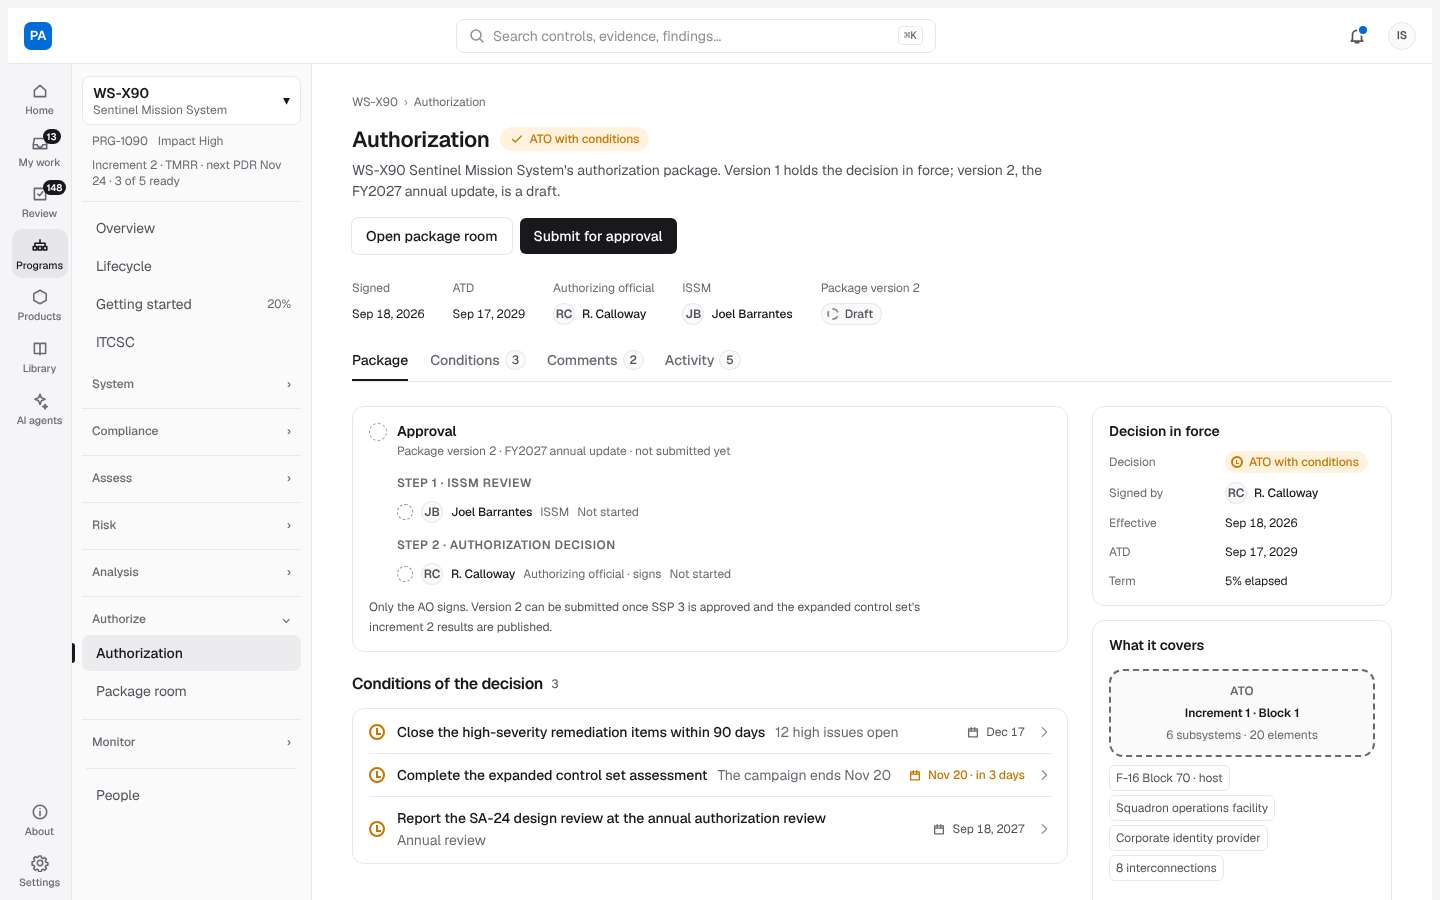 PA
Search controls, evidence, findings...
⌘K
IS
Home
13
My work
148
Review
Programs
Products
Library
AI agents
About
Settings
WS-X90
Sentinel Mission System
PRG-1090 Impact High
Increment 2 · TMRR · next PDR Nov
24 · 3 of 5 ready
Overview
Lifecycle
Getting started 20%
ITCSC
System
Compliance
Assess
Risk
Analysis
Authorize
Authorization
Package room
Monitor
People
WS-X90 › Authorization
Authorization ATO with conditions
WS-X90 Sentinel Mission System's authorization package. Version 1 holds the decision in force; version 2, the
FY2027 annual update, is a draft.
Open package room Submit for approval
Signed ATD Authorizing official ISSM Package version 2
Sep 18, 2026 Sep 17, 2029 RC R. Calloway JB Joel Barrantes Draft
Package Conditions 3 Comments 2 Activity 5
Approval
Package version 2 · FY2027 annual update · not submitted yet
STEP 1 · ISSM REVIEW
JB Joel Barrantes ISSM Not started
STEP 2 · AUTHORIZATION DECISION
RC R. Calloway Authorizing official · signs Not started
Only the AO signs. Version 2 can be submitted once SSP 3 is approved and the expanded control set's
increment 2 results are published.
Conditions of the decision 3
Close the high-severity remediation items within 90 days 12 high issues open Dec 17
Complete the expanded control set assessment The campaign ends Nov 20 Nov 20 · in 3 days
Report the SA-24 design review at the annual authorization review
Annual review
Sep 18, 2027
Decision in force
Decision ATO with conditions
Signed by RC R. Calloway
Effective Sep 18, 2026
ATD Sep 17, 2029
Term 5% elapsed
What it covers
ATO
Increment 1 · Block 1
6 subsystems · 20 elements
F-16 Block 70 · host
Squadron operations facility
Corporate identity provider
8 interconnections